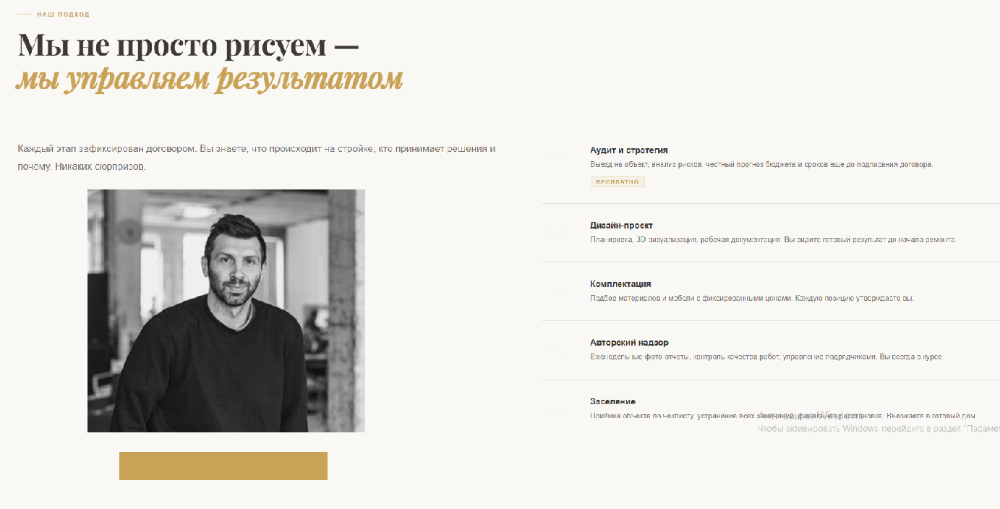 НАШ ПОДХОД
Мы не просто рисуем —
мы управляем результатом
Каждый этап зафиксирован договором. Вы знаете, что происходит на стройке, кто принимает решения и
почему. Никаких сюрпризов.
Аудит и стратегия
Выезд на объект, анализ рисков, честный прогноз бюджета и сроков ещё до подписания договора.
БЕСПЛАТНО
Дизайн-проект
Планировка, 3D-визуализация, рабочая документация. Вы видите готовый результат до начала ремонта.
Комплектация
Подбор материалов и мебели с фиксированными ценами. Каждую позицию утверждаете вы.
Авторский надзор
Еженедельные фото-отчёты, контроль качества работ, управление подрядчиками. Вы всегда в курсе.
Заселение
Приёмка объекта по чеклисту, устранение всех замечаний, финальная расстановка. Въезжаете в готовый дом.
Активация Windows
Чтобы активировать Windows, перейдите в раздел "Парамет